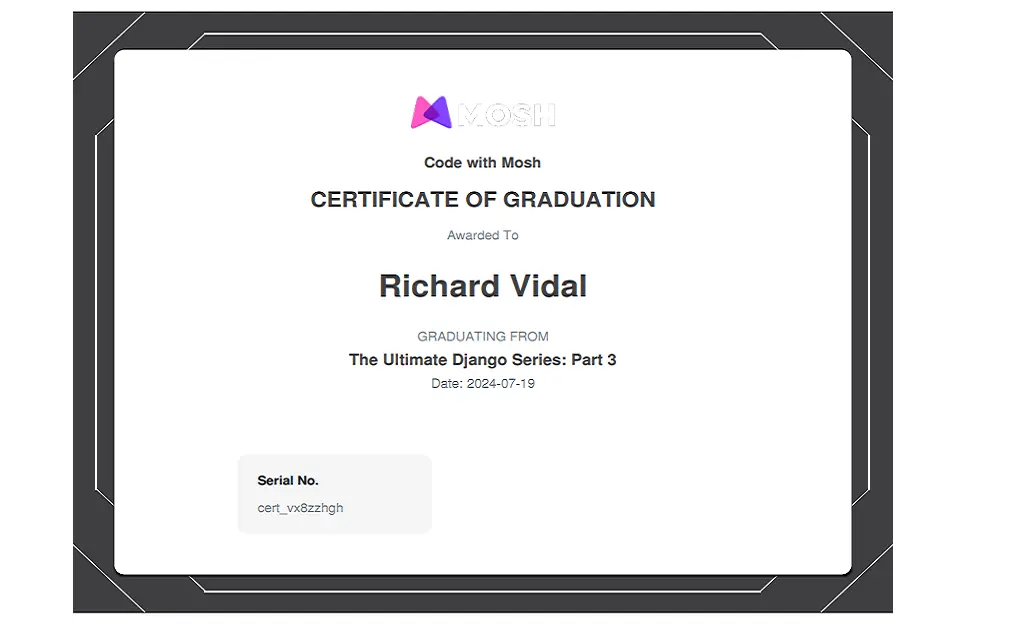 MOSH
Code with Mosh
CERTIFICATE OF GRADUATION
Awarded To
Richard Vidal
GRADUATING FROM
The Ultimate Django Series: Part 3
Date: 2024-07-19
Serial No.
cert_vx8zzhgh